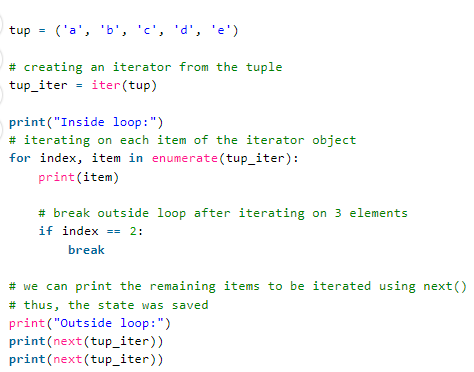 tup = ('a', 'b', 'c', 'd', 'e')
# creating an iterator from the tuple
tup_iter = iter(tup)
print("Inside loop:")
# iterating on each item of the iterator object
for index, item in enumerate(tup_iter):
    print(item)
    # break outside loop after iterating on 3 elements
    if index == 2:
        break
# we can print the remaining items to be iterated using next()
# thus, the state was saved
print("Outside loop:")
print(next(tup_iter))
print(next(tup_iter))